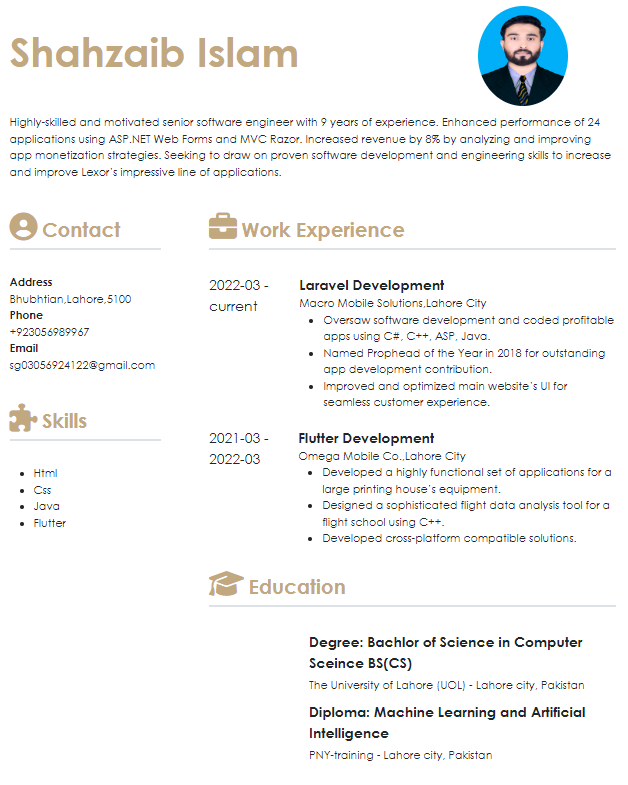 Shahzaib Islam
Highly-skilled and motivated senior software engineer with 9 years of experience. Enhanced performance of 24
applications using ASP.NET Web Forms and MVC Razor. Increased revenue by 8% by analyzing and improving
app monetization strategies. Seeking to draw on proven software development and engineering skills to increase
and improve Lexor's impressive line of applications.
Contact
Address
Bhubhtian,Lahore,5100
Phone
+923056989967
Email
sg03056924122@gmail.com
Skills
• Html
• Css
• Java
• Flutter
Work Experience
2022-03 -
current
Laravel Development
Macro Mobile Solutions,Lahore City
• Oversaw software development and coded profitable
apps using C#, C++, ASP, Java.
• Named Prophead of the Year in 2018 for outstanding
app development contribution.
• Improved and optimized main website's UI for
seamless customer experience.
2021-03 -
2022-03
Flutter Development
Omega Mobile Co.,Lahore City
• Developed a highly functional set of applications for a
large printing house's equipment.
• Designed a sophisticated flight data analysis tool for a
flight school using C++.
• Developed cross-platform compatible solutions.
Education
Degree: Bachlor of Science in Computer
Sceince BS(CS)
The University of Lahore (UOL) - Lahore city, Pakistan
Diploma: Machine Learning and Artificial
Intelligence
PNY-training - Lahore city, Pakistan